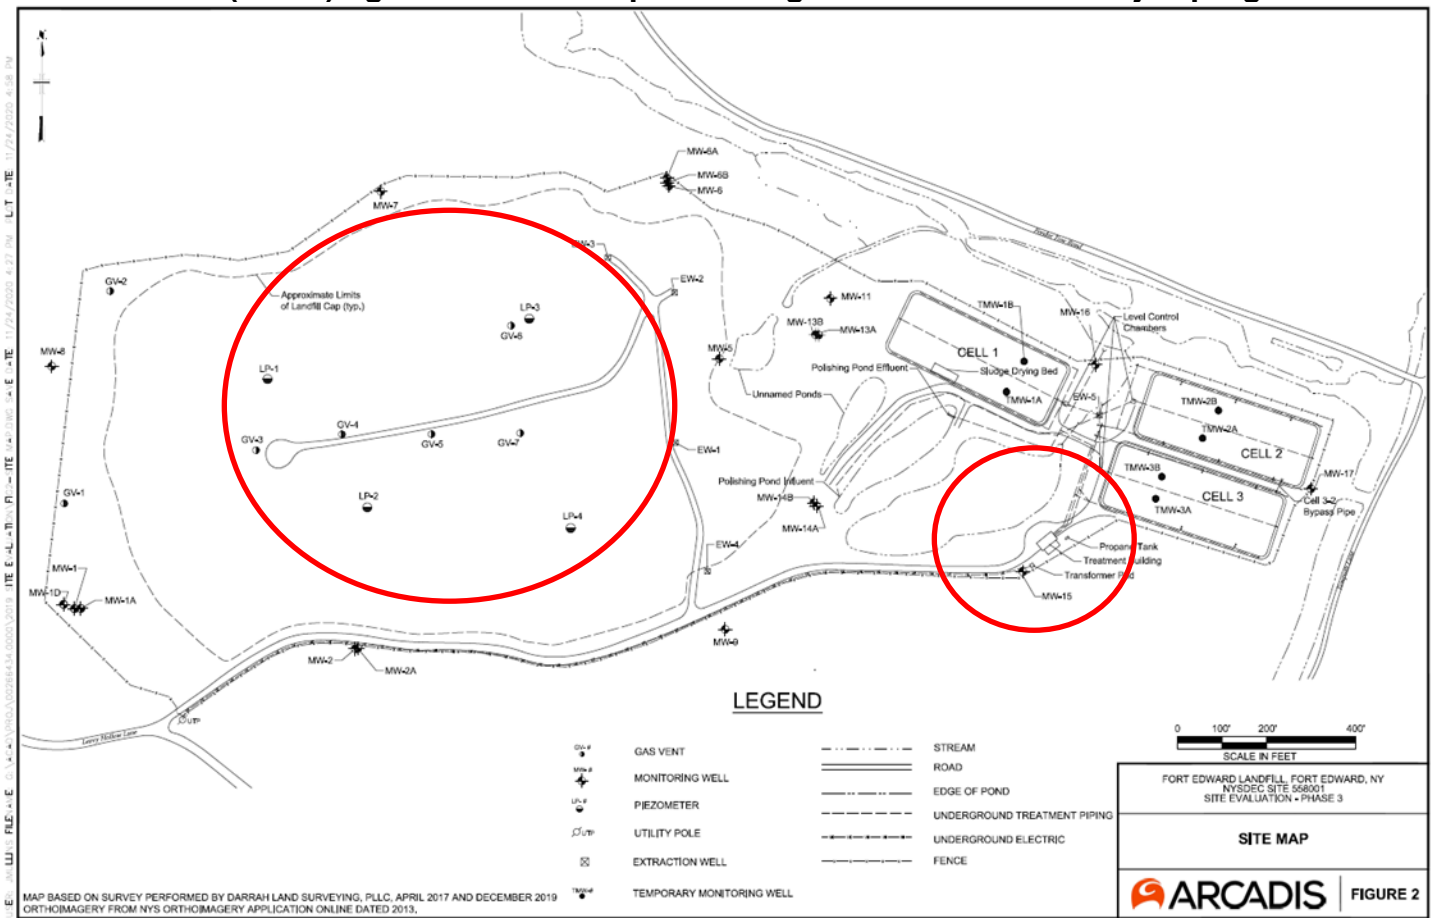 MW-6A
MW-6B
MW-6
MW-7
EW-3
EW-2
GV-2
Approximate Limits
of Landfill Cap (typ.)
LP-3
GV-6
MW-11
TMW-1B
MW-16
Level Control
Chambers
MW-13B
MW-13A
MW-8
MW-5
CELL 1
Polishing Pond Effluent
Sludge Drying Bed
LP-1
Unnamed Ponds
TMW-1A
EW-5
TMW-2B
GV-4
GV-3
GV-5
GV-7
EW-1
TMW-2A
CELL 2
Polishing Pond Influent
TMW-3B
MW-17
GV-1
LP-2
MW-14B
TMW-3A
CELL 3
Cell 3-2
Bypass Pipe
LP-4
MW-14A
EW-4
Propane Tank
Treatment Building
Transformer Pad
MW-1
MW-1D
MW-1A
MW-15
MW-9
MW-2
MW-2A
UTP
Leavy Hollow Lane
LEGEND
GV-# GAS VENT
MW-# MONITORING WELL
LP-# PIEZOMETER
UTP UTILITY POLE
EXTRACTION WELL
TMW-# TEMPORARY MONITORING WELL
STREAM
ROAD
EDGE OF POND
UNDERGROUND TREATMENT PIPING
UNDERGROUND ELECTRIC
FENCE
0 100' 200' 400'
SCALE IN FEET
FORT EDWARD LANDFILL, FORT EDWARD, NY
NYSDEC SITE 558001
SITE EVALUATION - PHASE 3
SITE MAP
ARCADIS
FIGURE 2
MAP BASED ON SURVEY PERFORMED BY DARRAH LAND SURVEYING, PLLC, APRIL 2017 AND DECEMBER 2019
ORTHOIMAGERY FROM NYS ORTHOIMAGERY APPLICATION ONLINE DATED 2013.